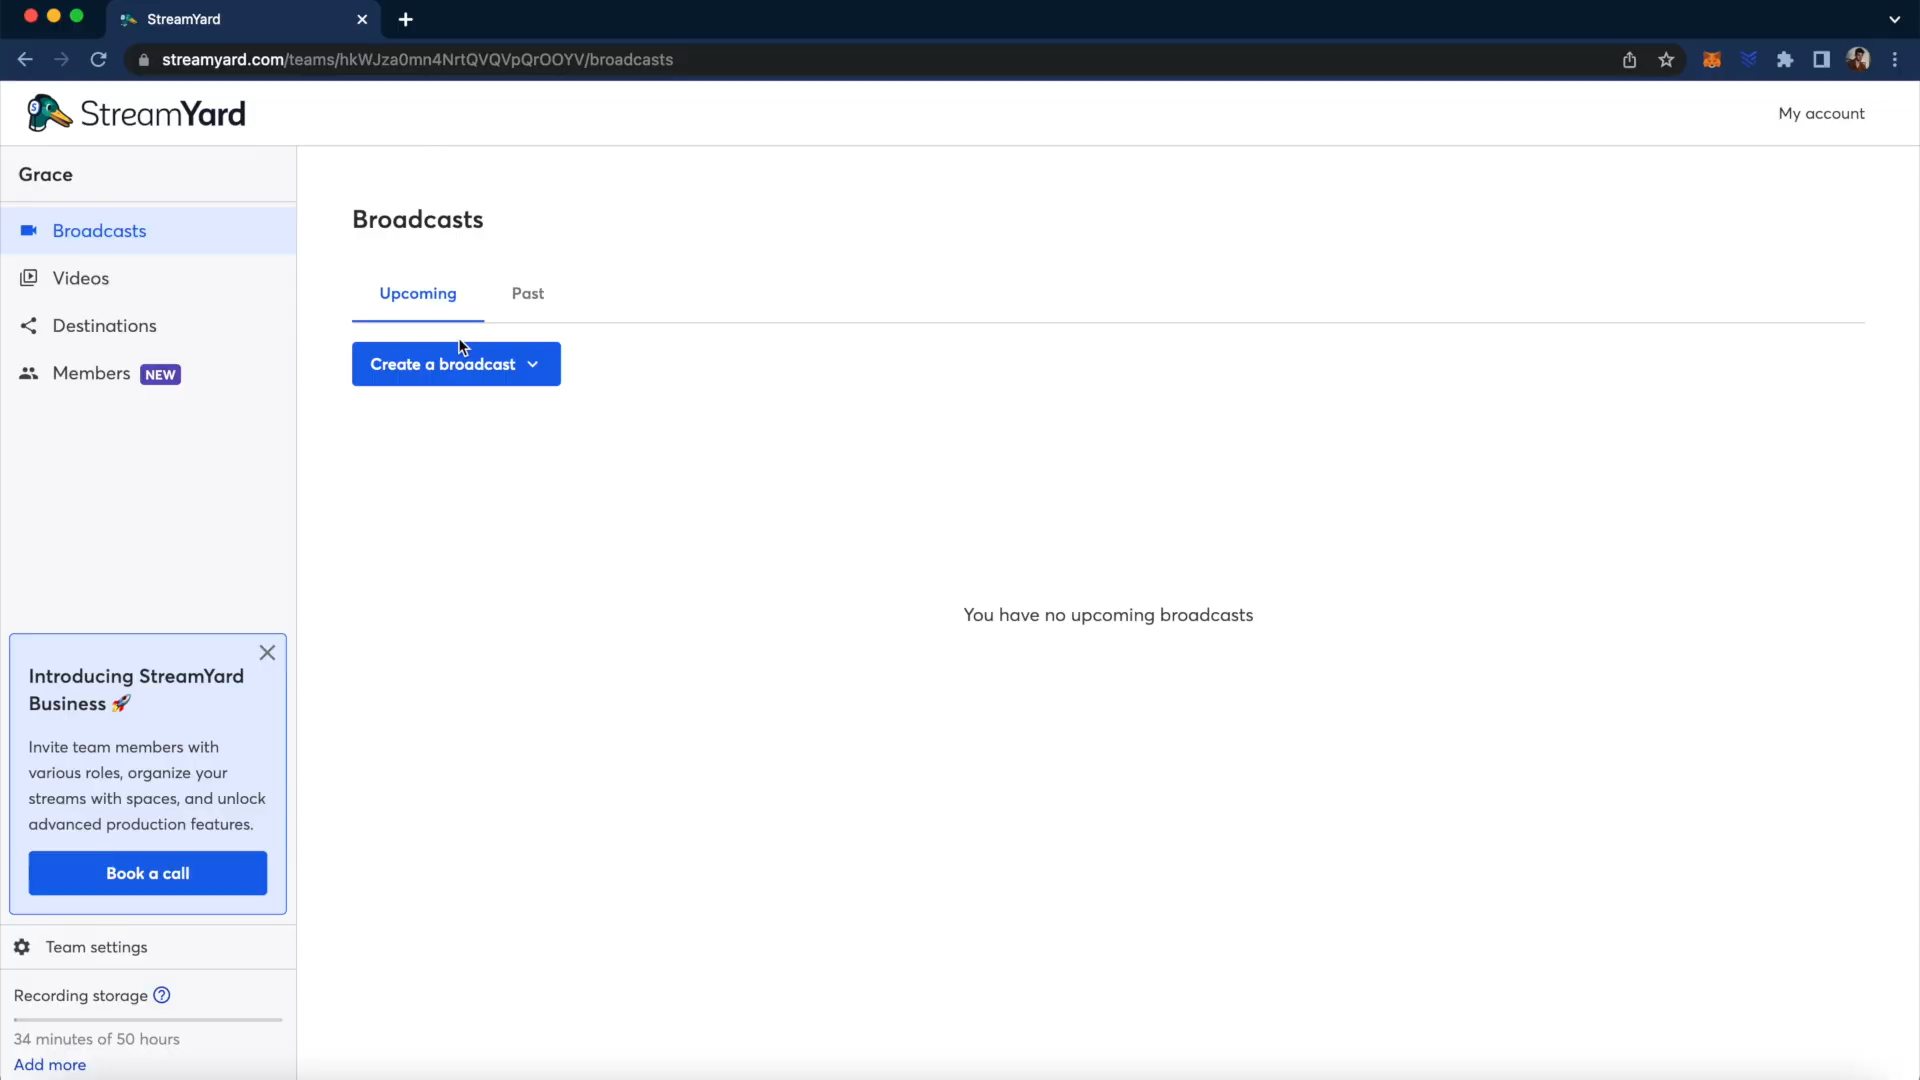 StreamYard
streamyard.com/teams/hkWJza0mn4NrtQVQVpQrOOYV/broadcasts
StreamYard
My account
Grace
Broadcasts
Videos
Destinations
Members NEW
Broadcasts
Upcoming Past
Create a broadcast
You have no upcoming broadcasts
Introducing StreamYard
Business 🚀
Invite team members with
various roles, organize your
streams with spaces, and unlock
advanced production features.
Book a call
Team settings
Recording storage ?
34 minutes of 50 hours
Add more